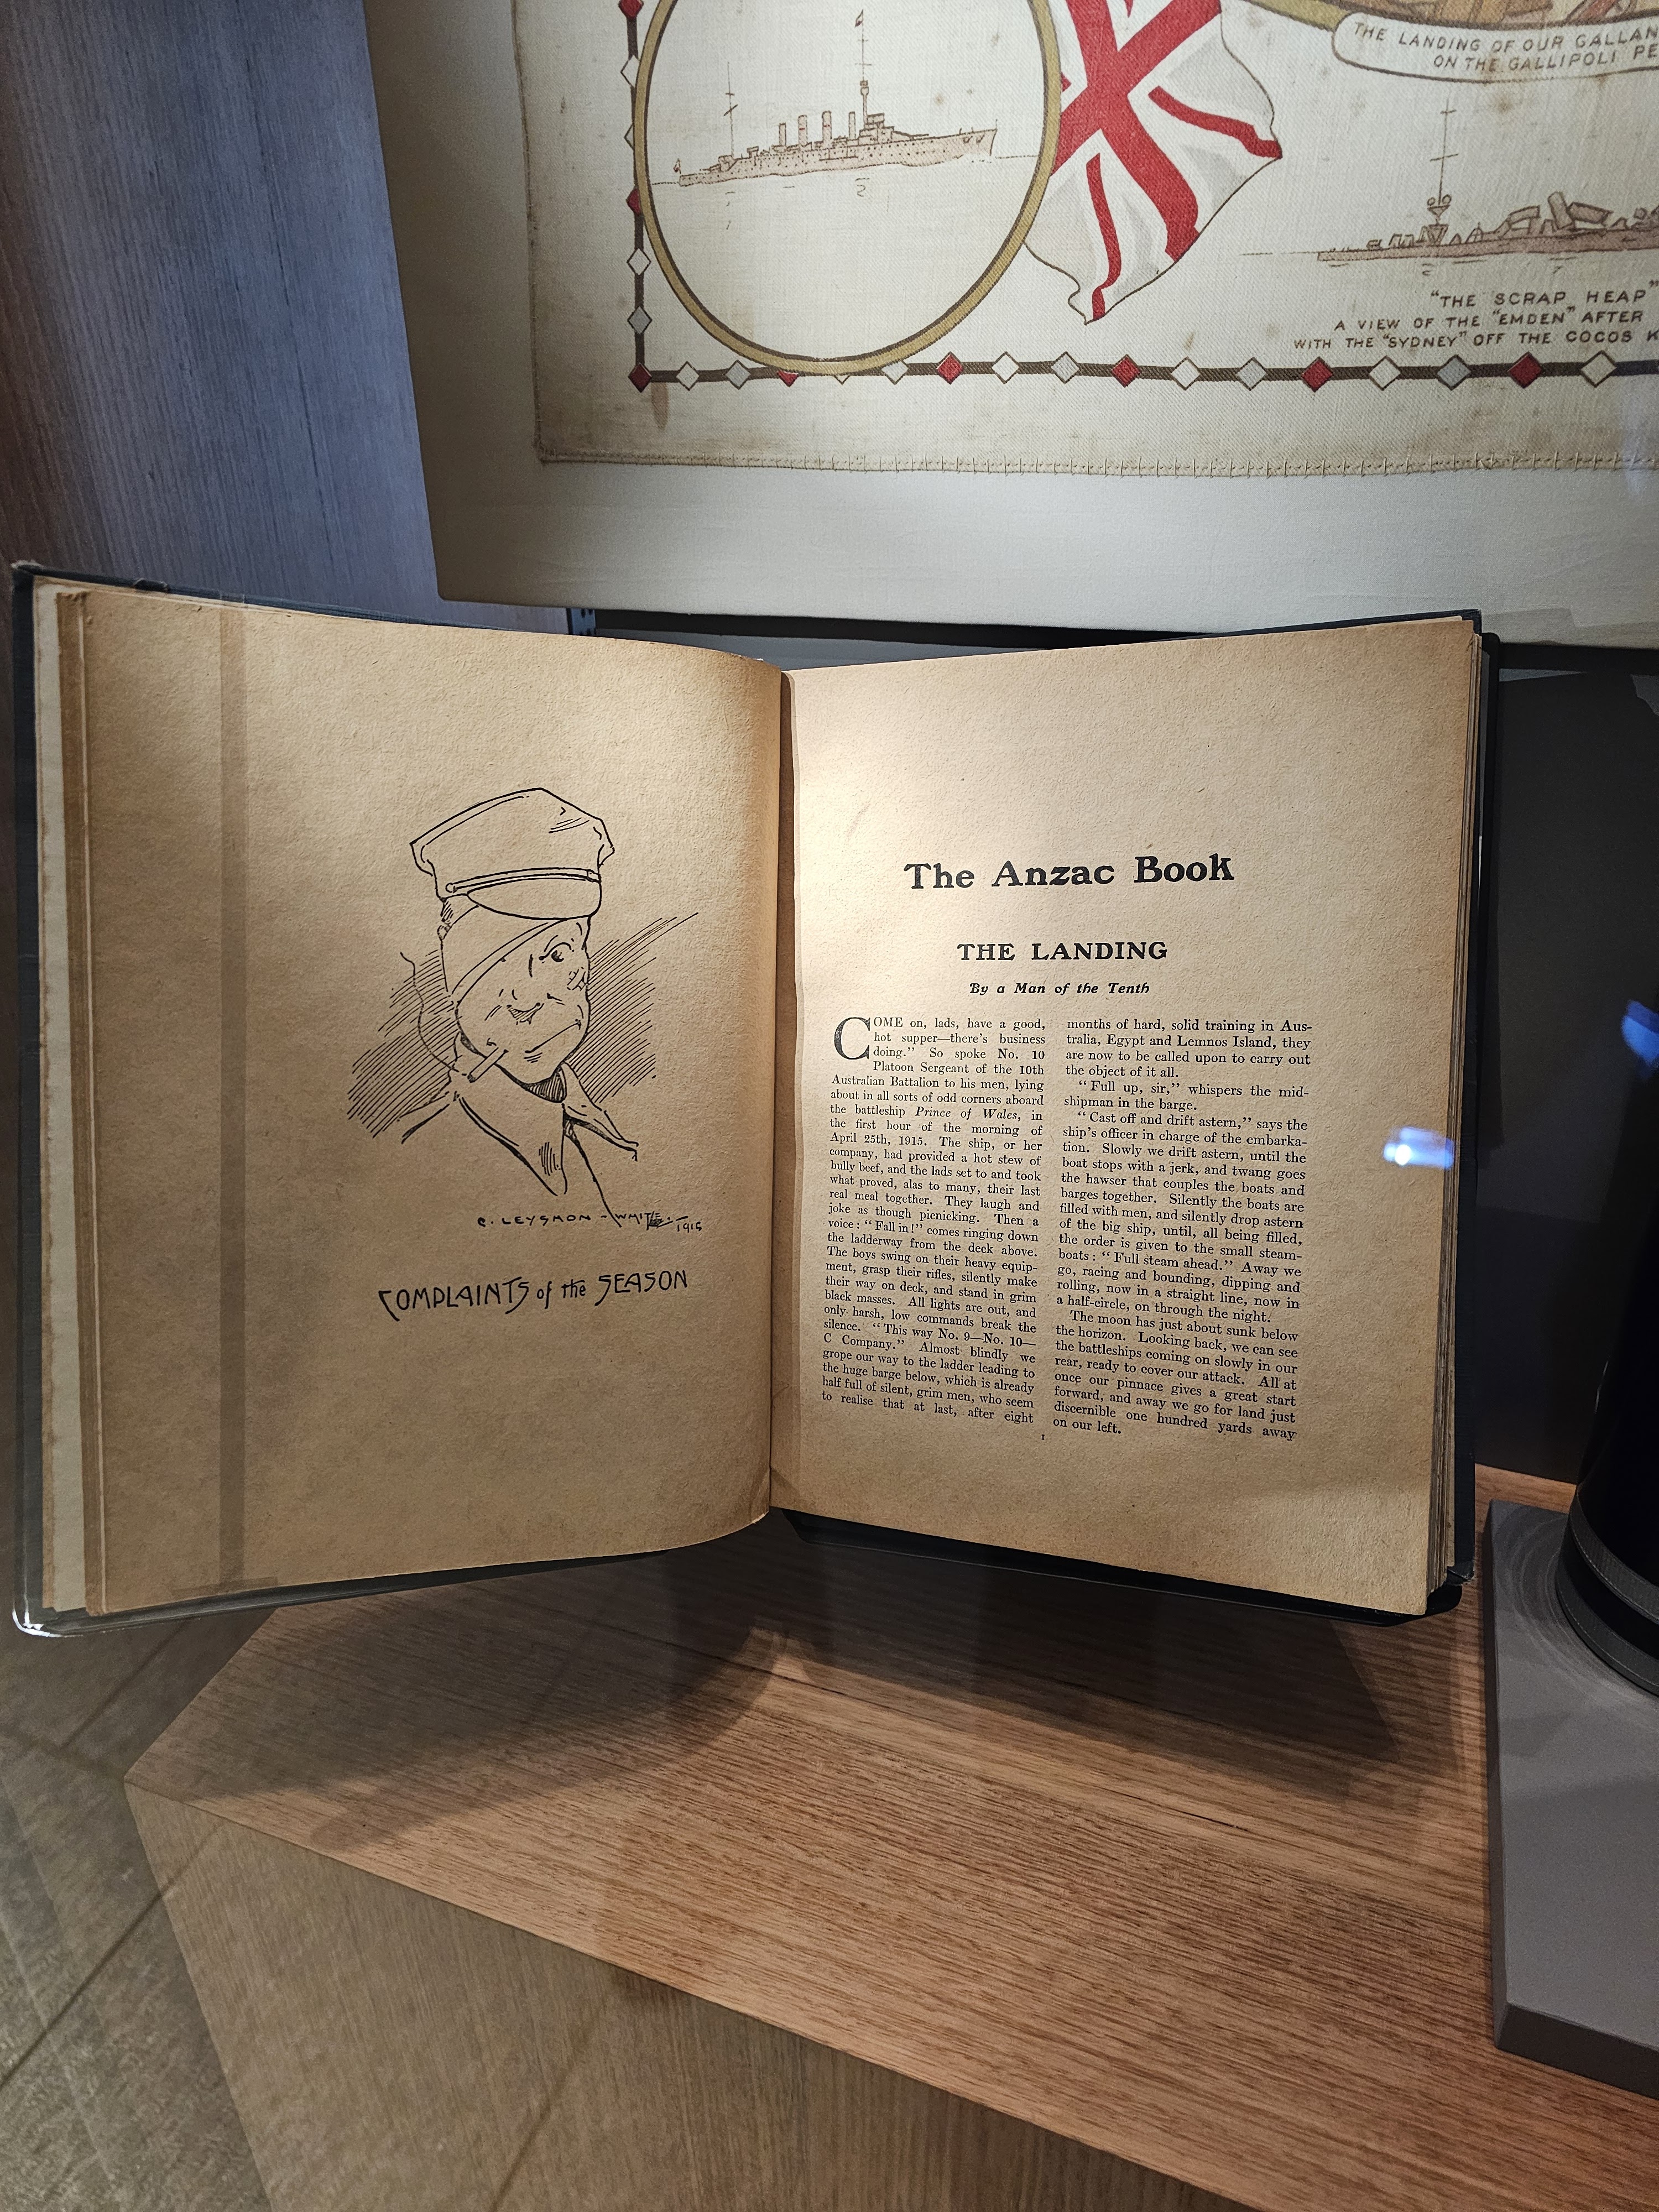 THE LANDING OF OUR GALLAN
ON THE GALLIPOLI PE
"THE SCRAP HEAP"
A VIEW OF THE "EMDEN" AFTER
WITH THE "SYDNEY" OFF THE COCOS K
C. LEYSHON-WHITE-1915
COMPLAINTS of the SEASON
The Anzac Book
THE LANDING
By a Man of the Tenth
COME on, lads, have a good,
hot supper—there's business
doing." So spoke No. 10
Platoon Sergeant of the 10th
Australian Battalion to his men, lying
about in all sorts of odd corners aboard
the battleship Prince of Wales, in
the first hour of the morning of
April 25th, 1915. The ship, or her
company, had provided a hot stew of
bully beef, and the lads set to and took
what proved, alas to many, their last
real meal together. They laugh and
joke as though picnicking. Then a
voice: "Fall in!" comes ringing down
the ladderway from the deck above.
The boys swing on their heavy equip-
ment, grasp their rifles, silently make
their way on deck, and stand in grim
black masses. All lights are out, and
only harsh, low commands break the
silence. "This way No. 9—No. 10—
C Company." Almost blindly we
grope our way to the ladder leading to
the huge barge below, which is already
half full of silent, grim men, who seem
to realise that at last, after eight
months of hard, solid training in Aus-
tralia, Egypt and Lemnos Island, they
are now to be called upon to carry out
the object of it all.
"Full up, sir," whispers the mid-
shipman in the barge.
"Cast off and drift astern," says the
ship's officer in charge of the embarka-
tion. Slowly we drift astern, until the
boat stops with a jerk, and twang goes
the hawser that couples the boats and
barges together. Silently the boats are
filled with men, and silently drop astern
of the big ship, until, all being filled,
the order is given to the small steam-
boats: "Full steam ahead." Away we
go, racing and bounding, dipping and
rolling, now in a straight line, now in
a half-circle, on through the night.
The moon has just about sunk below
the horizon. Looking back, we can see
the battleships coming on slowly in our
rear, ready to cover our attack. All at
once our pinnace gives a great start
forward, and away we go for land just
discernible one hundred yards away
on our left.
1